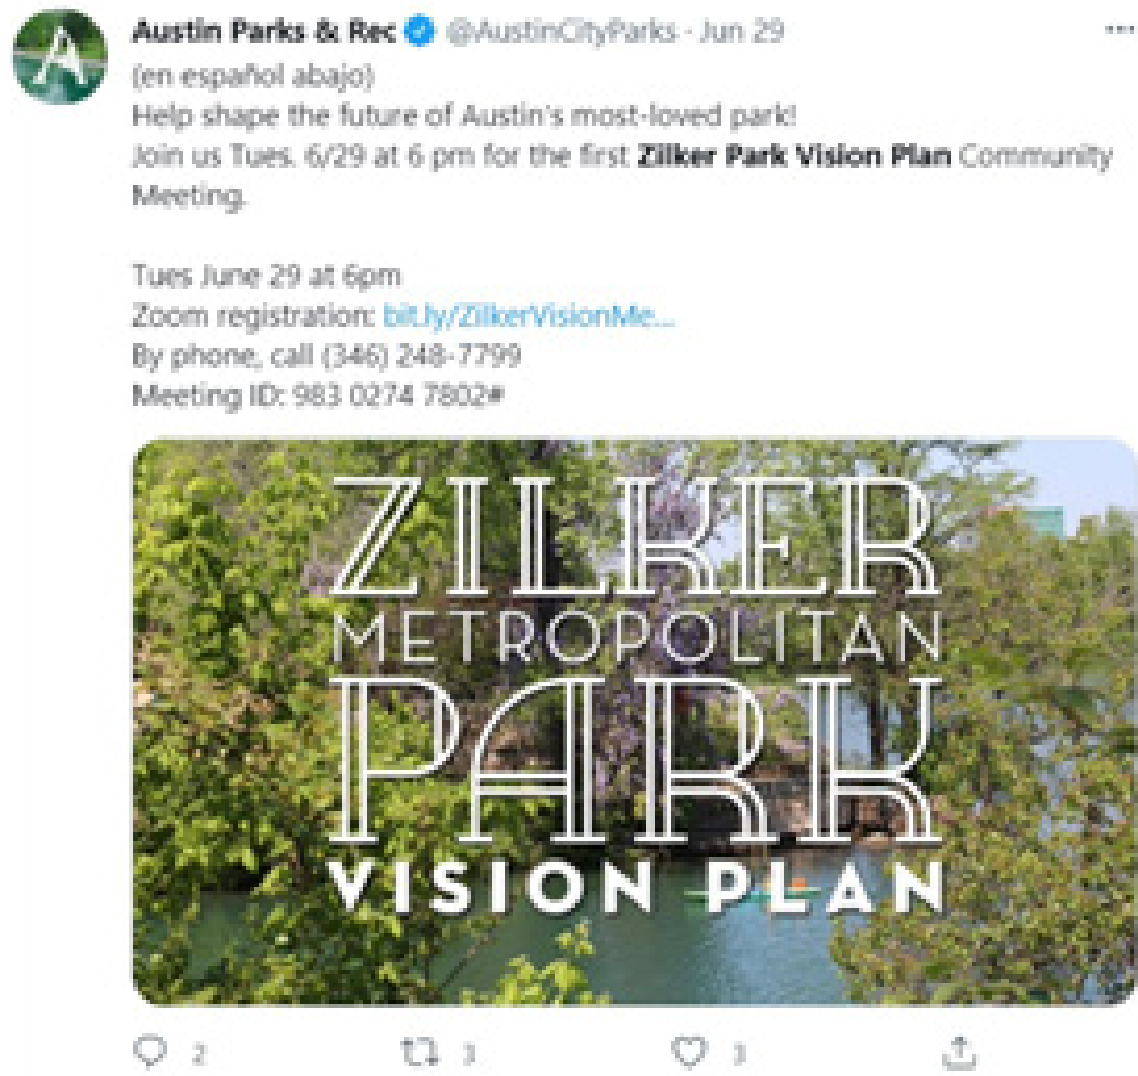 Austin Parks & Rec @AustinCityParks · Jun 29
(en español abajo)
Help shape the future of Austin's most-loved park!
Join us Tues. 6/29 at 6 pm for the first Zilker Park Vision Plan Community
Meeting.
Tues June 29 at 6pm
Zoom registration: bit.ly/ZilkerVisionMe...
By phone, call (346) 248-7799
Meeting ID: 983 0274 7802#
ZILKER
METROPOLITAN
PARK
VISION PLAN
2 3 3